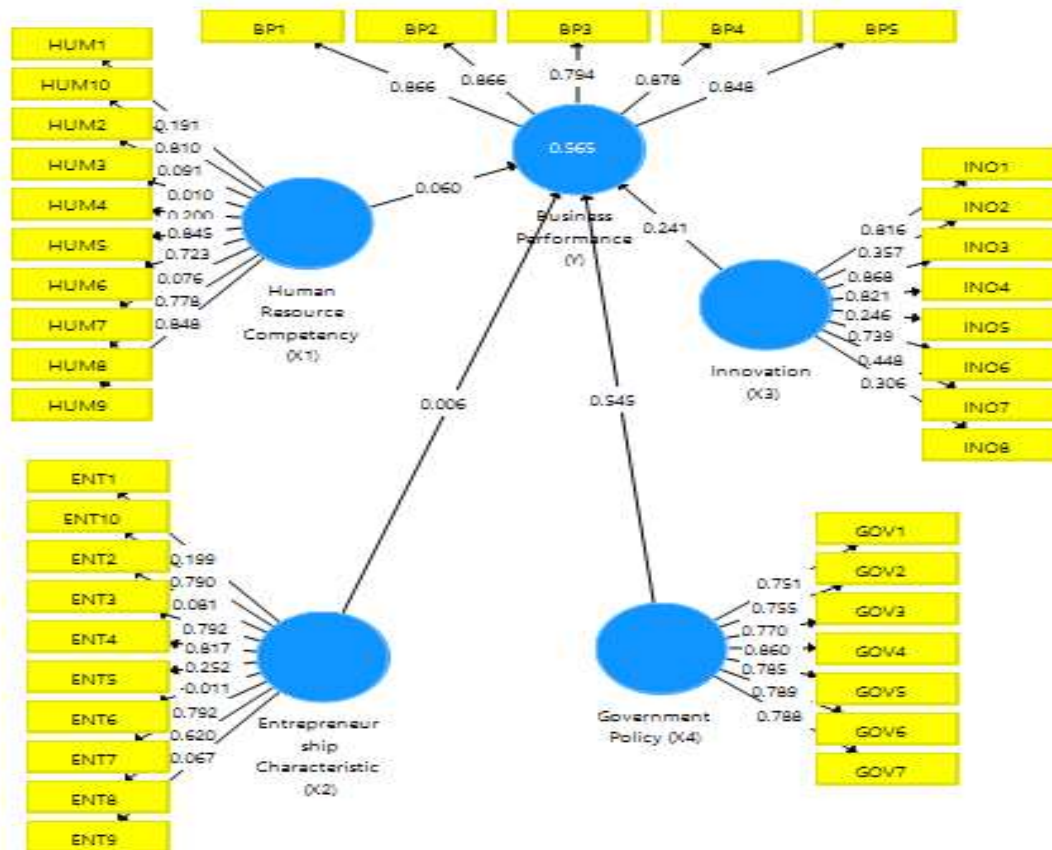 BP1
BP2
BP3
BP4
BP5
0.866
0.866
0.794
0.878
0.848
HUM1
HUM10
HUM2
HUM3
HUM4
HUM5
HUM6
HUM7
HUM8
HUM9
0.191
0.810
0.091
0.010
0.200
0.845
0.723
0.076
0.778
0.848
Human
Resource
Competency
(X1)
0.060
0.565
Business
Performance
(Y)
0.241
INO1
INO2
INO3
INO4
INO5
INO6
INO7
INO8
0.816
0.357
0.868
0.821
0.246
0.739
0.448
0.306
Innovation
(X3)
0.006
0.545
ENT1
ENT10
ENT2
ENT3
ENT4
ENT5
ENT6
ENT7
ENT8
ENT9
0.199
0.790
0.081
0.792
0.817
0.252
-0.011
0.792
0.620
0.067
Entrepreneur
ship
Characteristic
(X2)
GOV1
GOV2
GOV3
GOV4
GOV5
GOV6
GOV7
0.751
0.755
0.770
0.860
0.785
0.789
0.788
Government
Policy (X4)